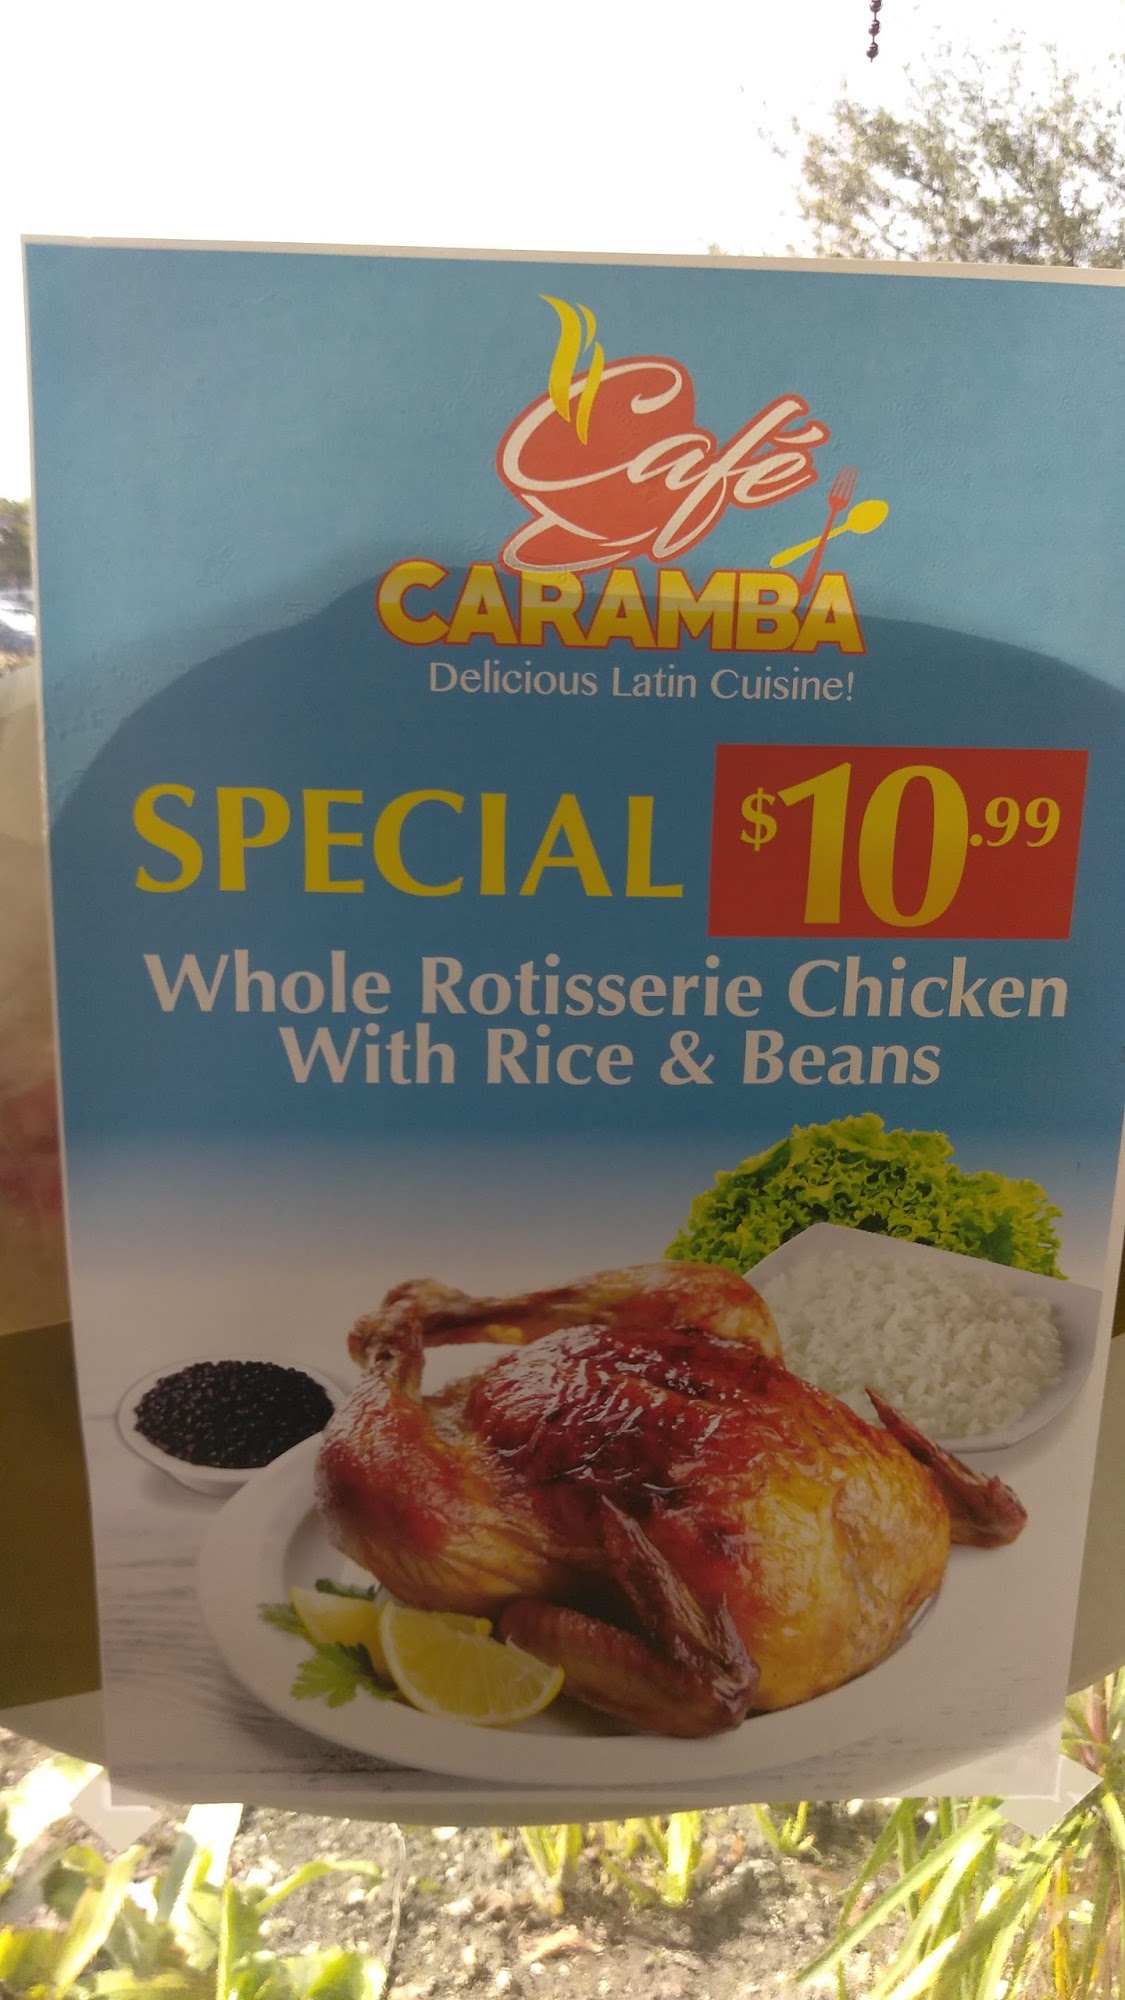 Café
CARAMBA
Delicious Latin Cuisine!
SPECIAL $10.99
Whole Rotisserie Chicken
With Rice & Beans